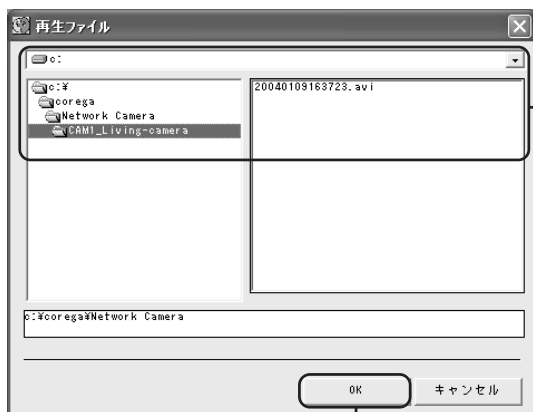 再生ファイル
c:
c:¥
corega
Network Camera
CAM1_Living-camera
20040109163723.avi
c:¥corega¥Network Camera
OK
キャンセル